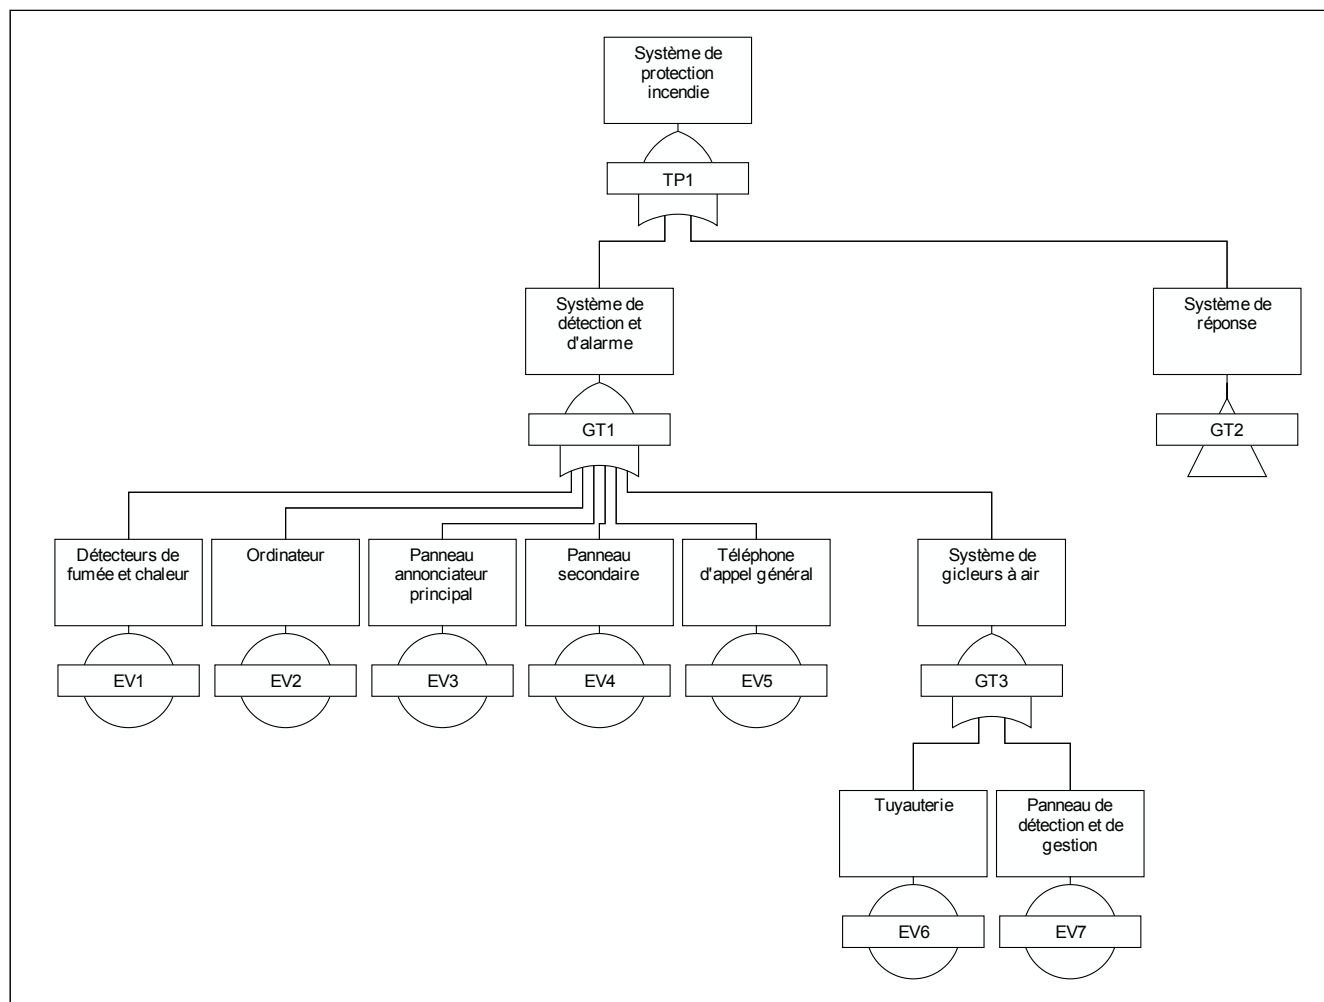 Système de
protection
incendie
TP1
Système de
détection et
d'alarme
Système de
réponse
GT1
GT2
Détecteurs de
fumée et chaleur
Ordinateur
Panneau
annonciateur
principal
Panneau
secondaire
Téléphone
d'appel général
Système de
gicleurs à air
EV1
EV2
EV3
EV4
EV5
GT3
Tuyauterie
Panneau de
détection et de
gestion
EV6
EV7